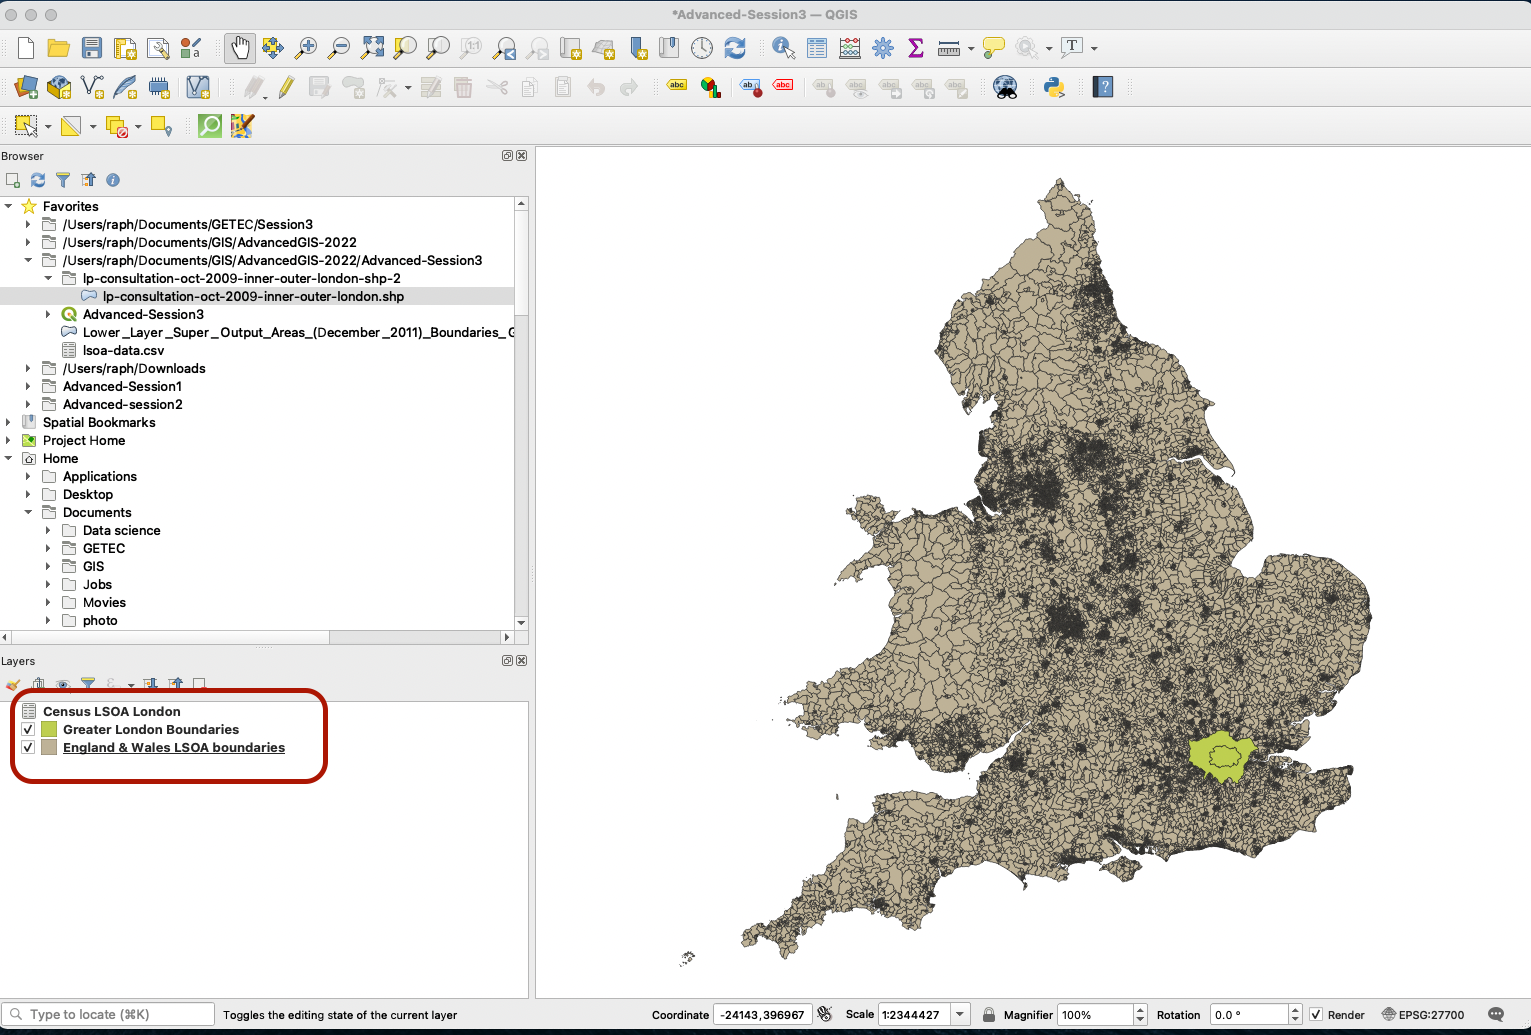 *Advanced-Session3 — QGIS
Browser
Favorites
/Users/raph/Documents/GETEC/Session3
/Users/raph/Documents/GIS/AdvancedGIS-2022
/Users/raph/Documents/GIS/AdvancedGIS-2022/Advanced-Session3
lp-consultation-oct-2009-inner-outer-london-shp-2
lp-consultation-oct-2009-inner-outer-london.shp
Advanced-Session3
Lower_Layer_Super_Output_Areas_(December_2011)_Boundaries_G
lsoa-data.csv
/Users/raph/Downloads
Advanced-Session1
Advanced-session2
Spatial Bookmarks
Project Home
Home
Applications
Desktop
Documents
Data science
GETEC
GIS
Jobs
Movies
photo
Layers
Census LSOA London
Greater London Boundaries
England & Wales LSOA boundaries
Type to locate (⌘K) Toggles the editing state of the current layer Coordinate -24143,396967 Scale 1:2344427 Magnifier 100% Rotation 0.0 ° Render EPSG:27700